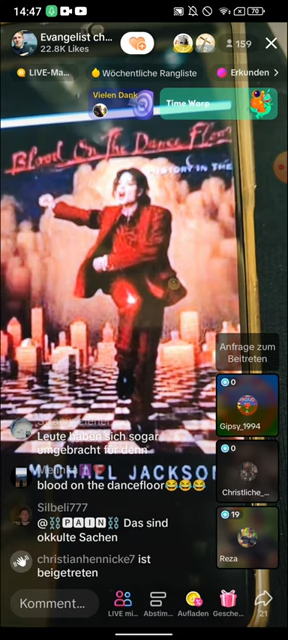 14:47
70
Evangelist ch...
22.8K Likes
159
LIVE-Ma...
Wöchentliche Rangliste
Erkunden
Vielen Dank
Time Warp
Blood On The Dance Floor
HISTORY IN THE
Anfrage zum
Beitreten
0
Gipsy_1994
0
Christliche_...
19
Reza
Leute haben sich sogar
umgebracht für denn
MICHAEL JACKSON
blood on the dancefloor😂😂😂
Silbeli777
@⛓🅿🅰🅸🅽⛓ Das sind
okkulte Sachen
christianhennicke7 ist
beigetreten
Komment...
LIVE mi...
Abstim...
Aufladen
Gesche...
21